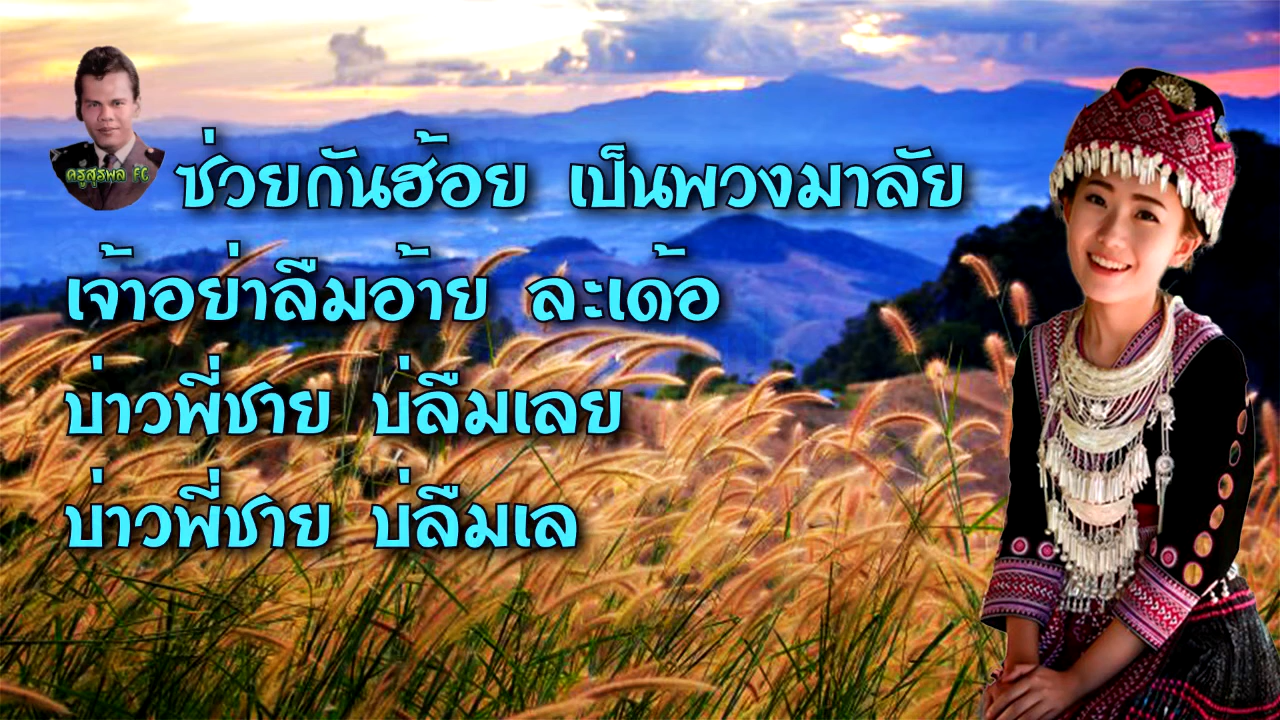 ครูสุรพล FC
ซ่วยกันฮ้อย เป็นพวงมาลัย
เจ้าอย่าลืมอ้าย ละเด้อ
บ่าวพี่ชาย บ่ลืมเลย
บ่าวพี่ชาย บ่ลืมเล